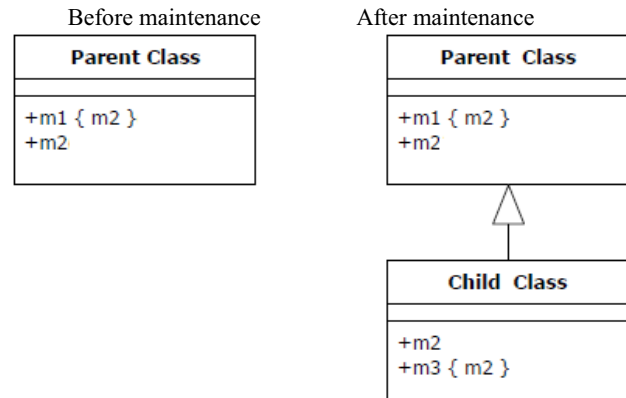 Before maintenance
Parent Class
+m1 { m2 }
+m2
After maintenance
Parent Class
+m1 { m2 }
+m2
Child Class
+m2
+m3 { m2 }